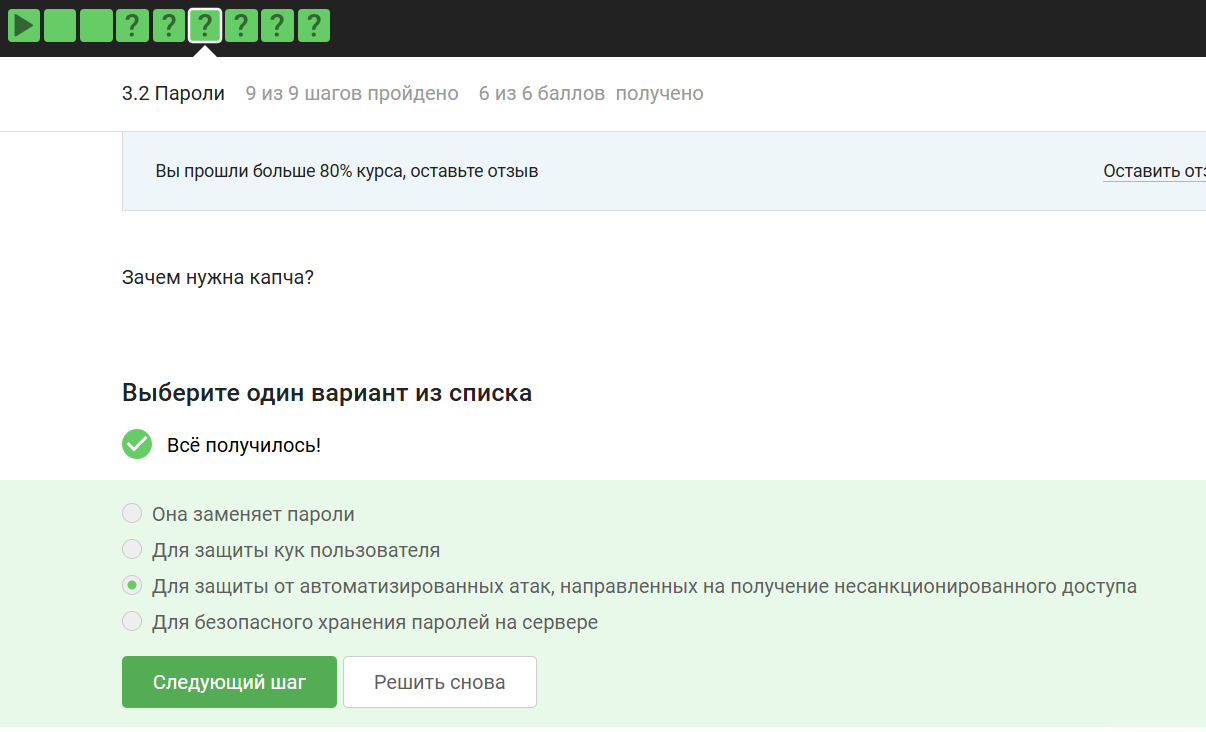 ? ? ? ? ? ?
3.2 Пароли 9 из 9 шагов пройдено 6 из 6 баллов получено
Вы прошли больше 80% курса, оставьте отзыв
Оставить
Зачем нужна капча?
Выберите один вариант из списка
Всё получилось!
Она заменяет пароли
Для защиты кук пользователя
Для защиты от автоматизированных атак, направленных на получение несанкционированного доступа
Для безопасного хранения паролей на сервере
Следующий шаг Решить снова